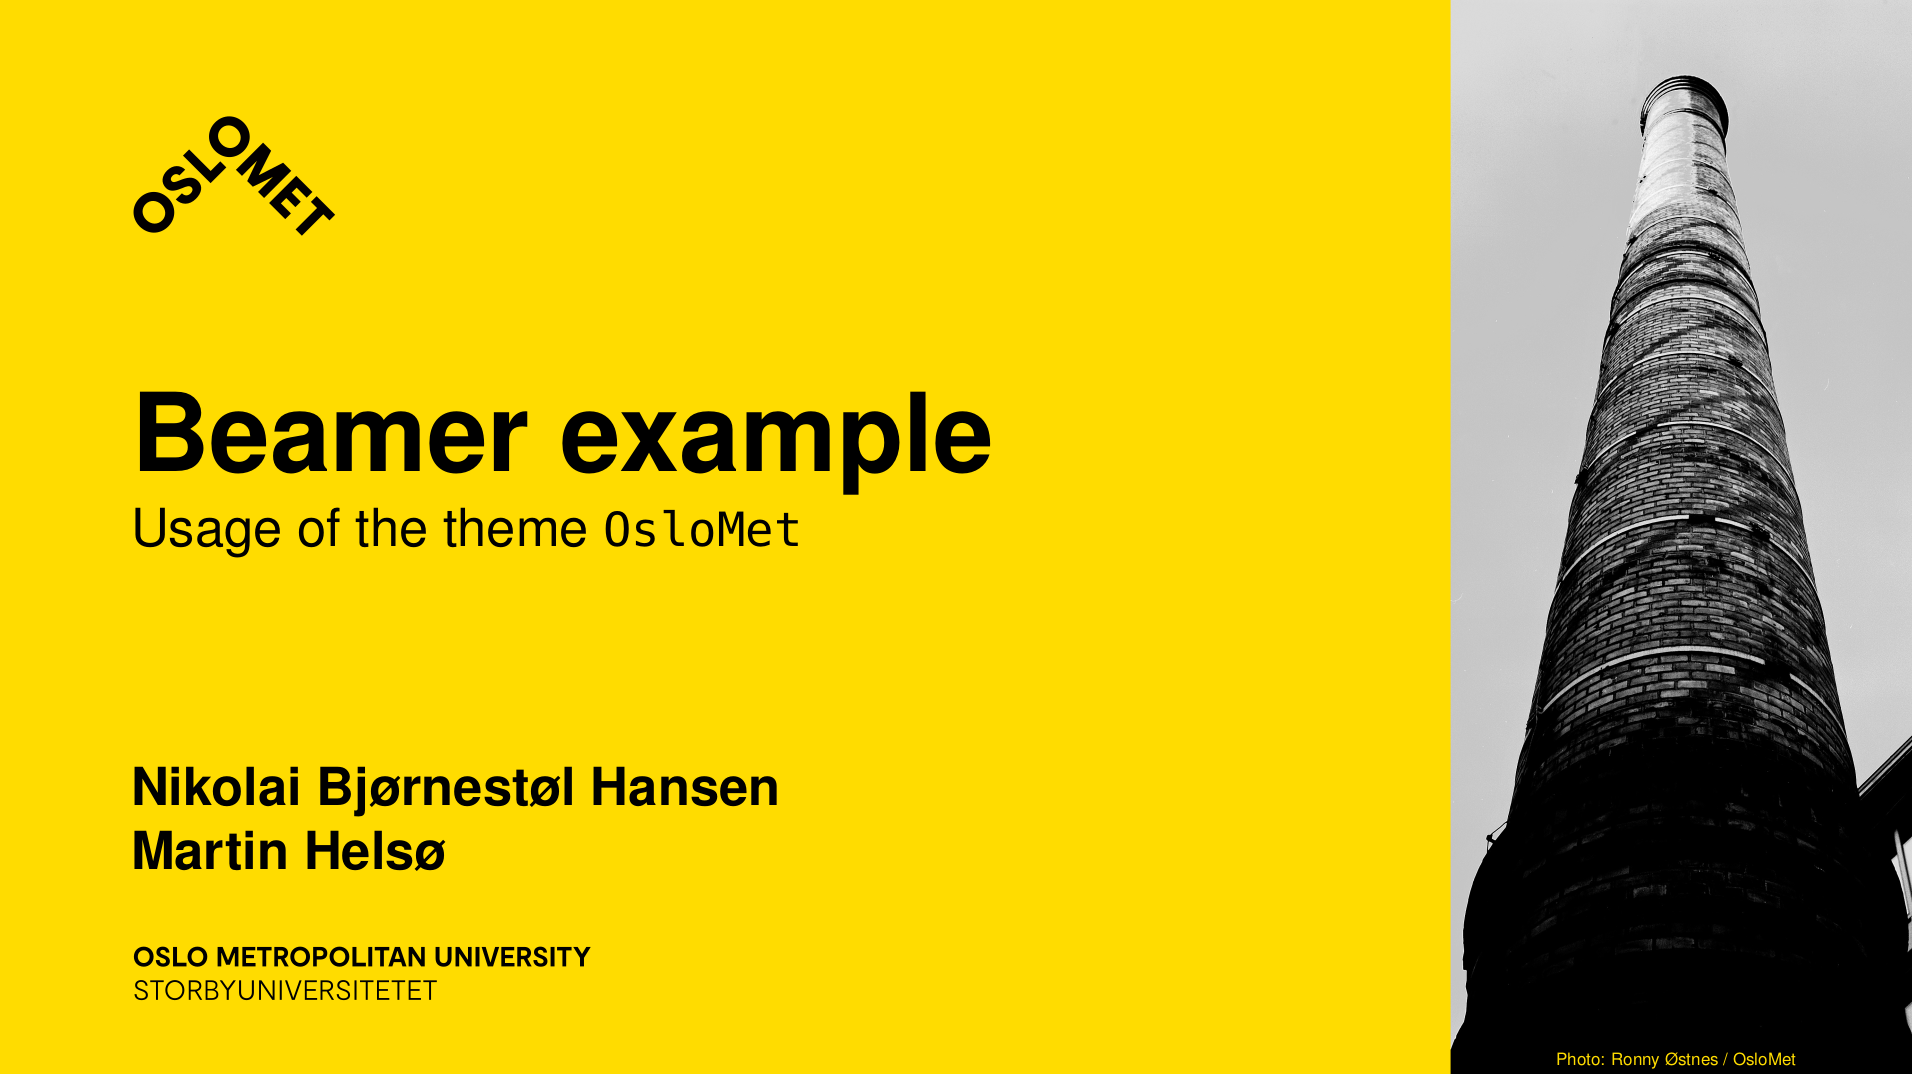 OSLOMET
Beamer example
Usage of the theme OsloMet
Nikolai Bjørnestøl Hansen
Martin Helsø
OSLO METROPOLITAN UNIVERSITY
STORBYUNIVERSITETET
Photo: Ronny Østnes / OsloMet